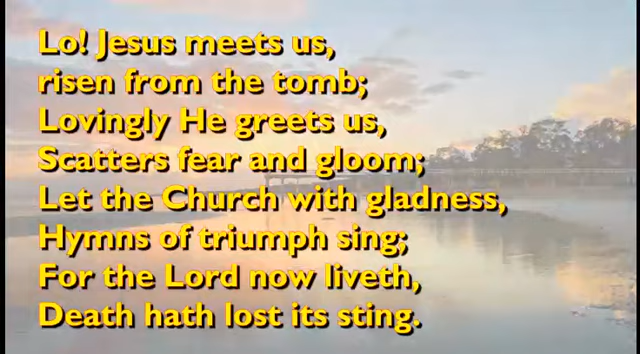 Lo! Jesus meets us,
risen from the tomb;
Lovingly He greets us,
Scatters fear and gloom;
Let the Church with gladness,
Hymns of triumph sing;
For the Lord now liveth,
Death hath lost its sting.